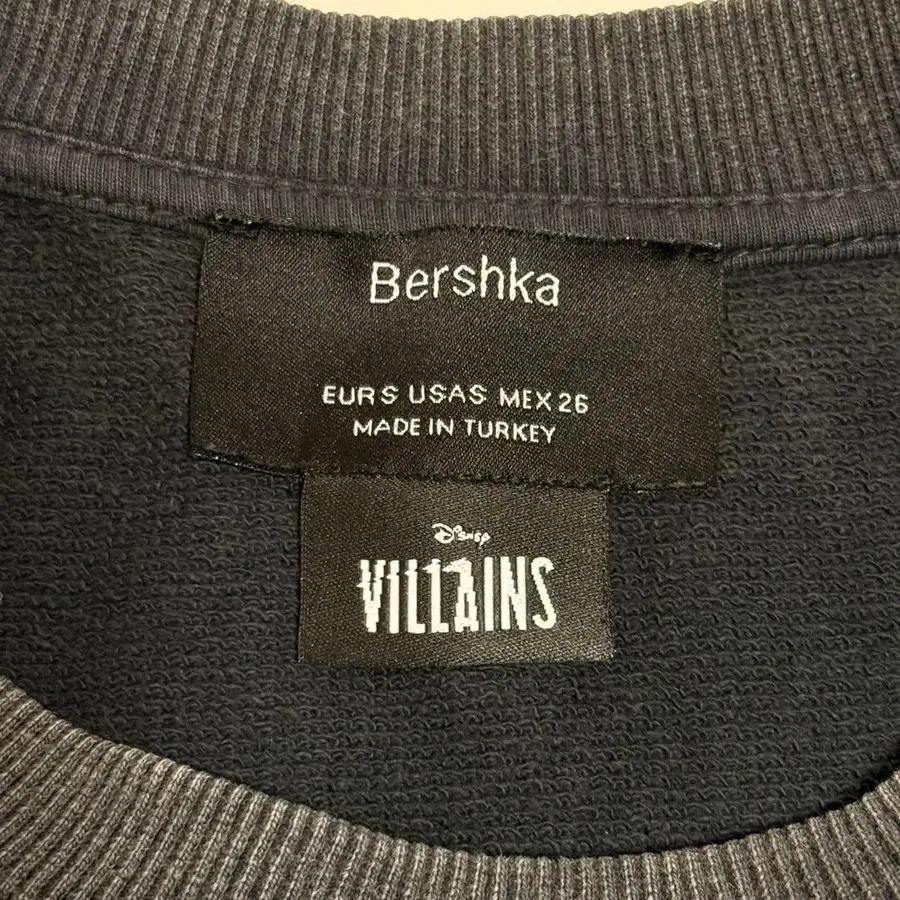 Bershka
EUR S USA S MEX 26
MADE IN TURKEY
Disney
VILLAINS